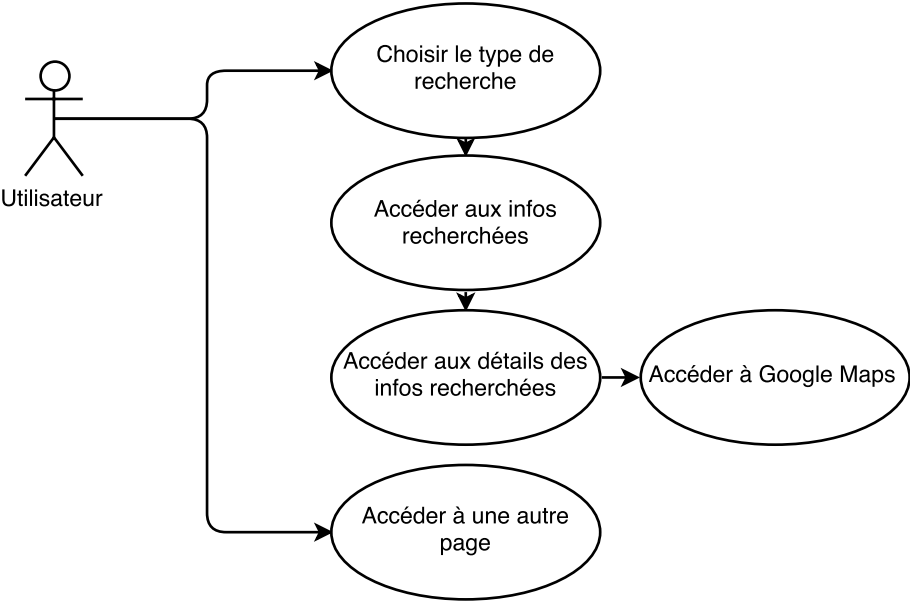 Choisir le type de
recherche
Utilisateur
Accéder aux infos
recherchées
Accéder aux détails des
infos recherchées
Accéder à Google Maps
Accéder à une autre
page